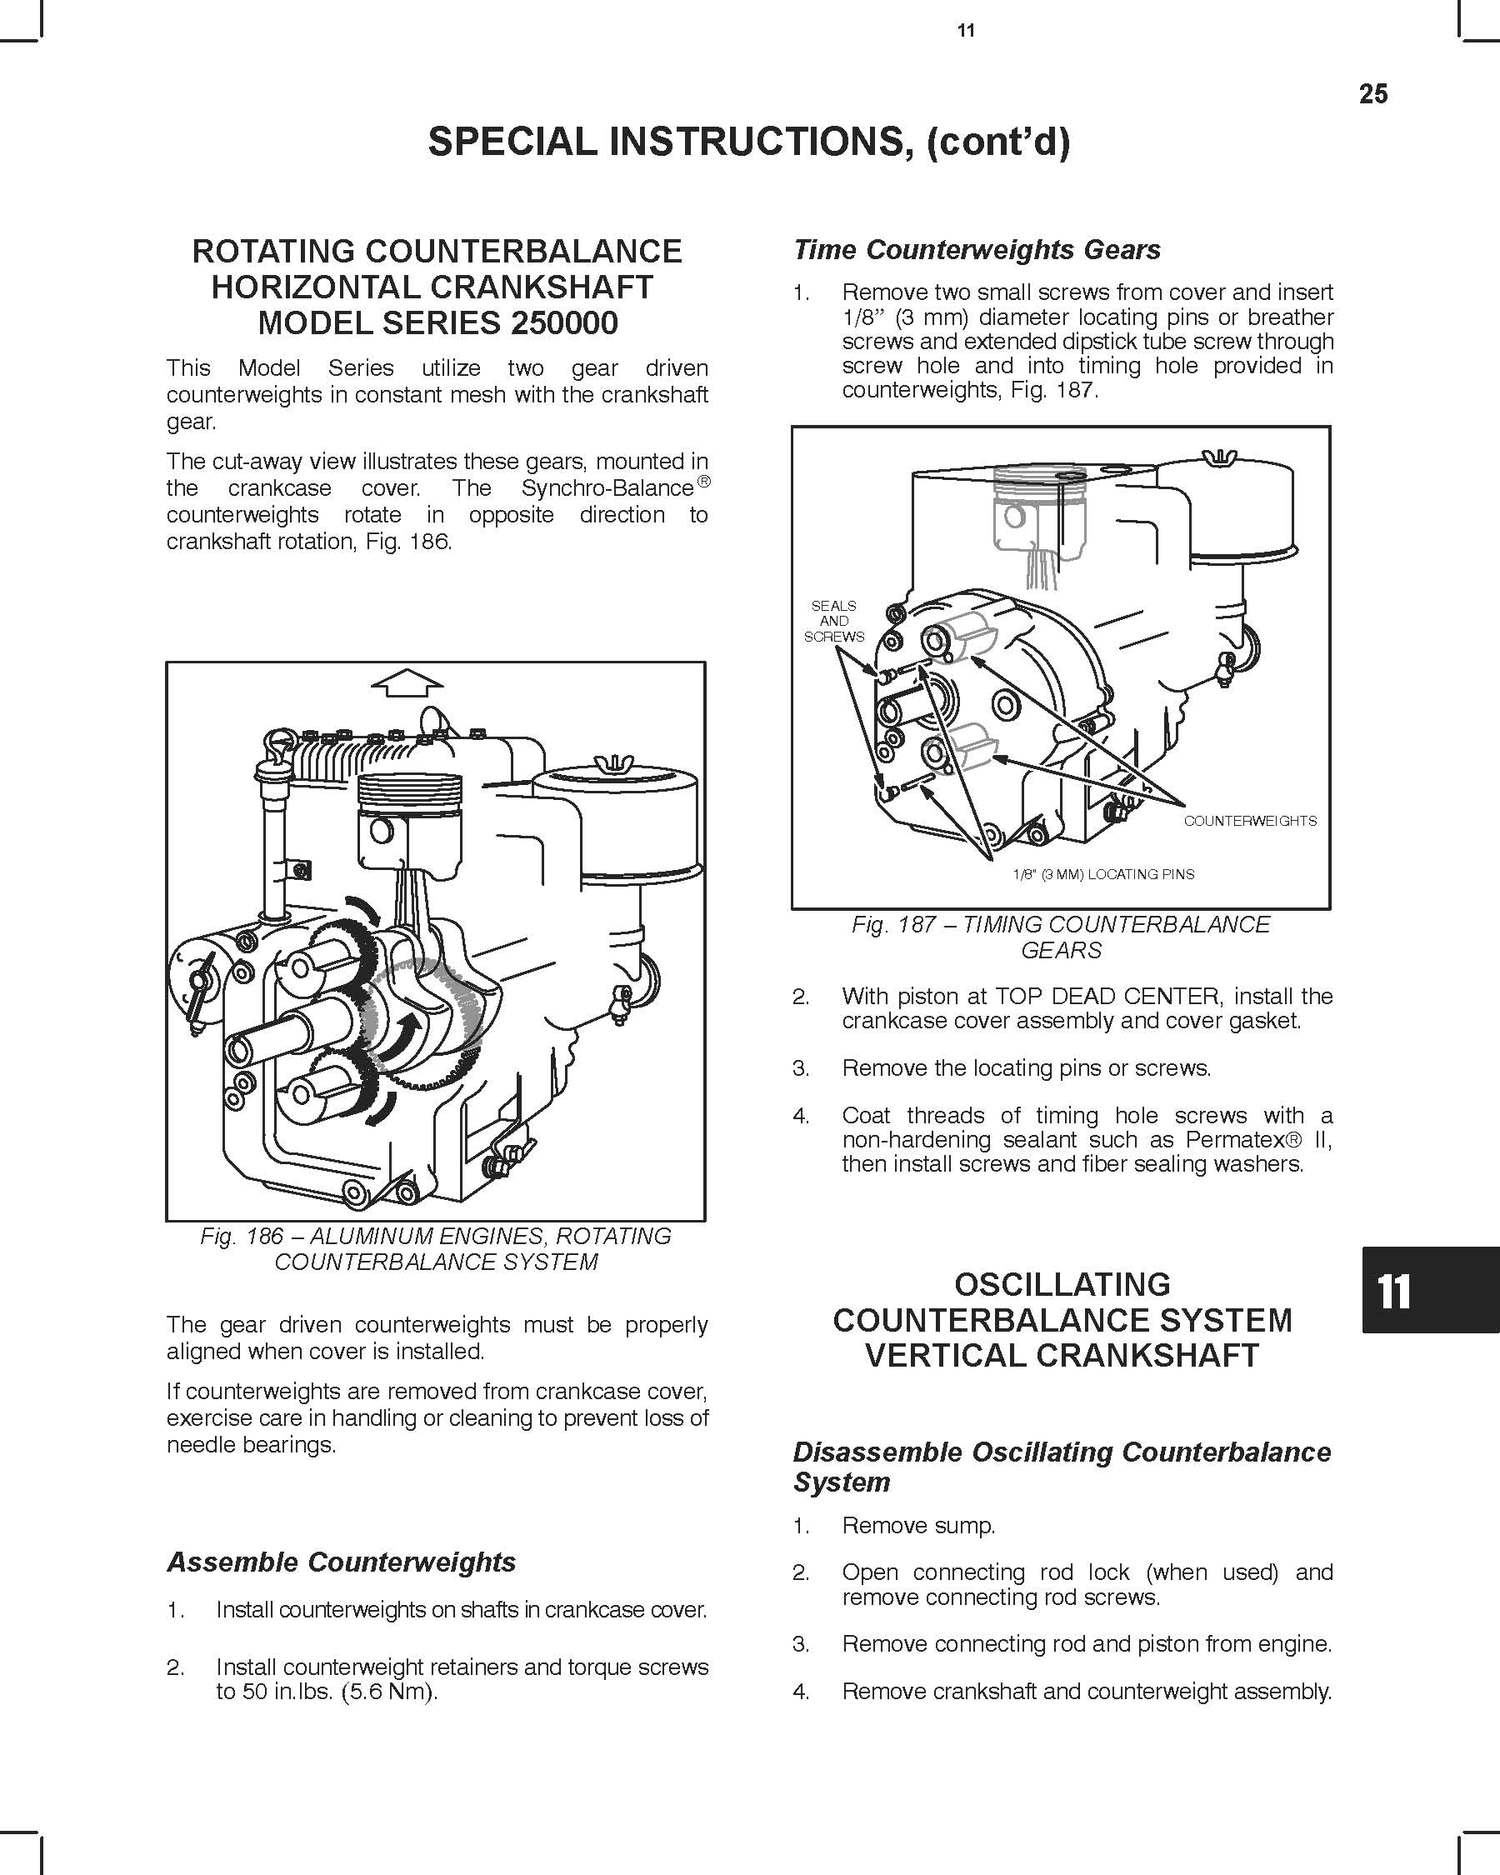 11
25
SPECIAL INSTRUCTIONS, (cont’d)
ROTATING COUNTERBALANCE
HORIZONTAL CRANKSHAFT
MODEL SERIES 250000
This Model Series utilize two gear driven
counterweights in constant mesh with the crankshaft
gear.
The cut-away view illustrates these gears, mounted in
the crankcase cover. The Synchro-Balance®
counterweights rotate in opposite direction to
crankshaft rotation, Fig. 186.
Fig. 186 – ALUMINUM ENGINES, ROTATING
COUNTERBALANCE SYSTEM
The gear driven counterweights must be properly
aligned when cover is installed.
If counterweights are removed from crankcase cover,
exercise care in handling or cleaning to prevent loss of
needle bearings.
Assemble Counterweights
1. Install counterweights on shafts in crankcase cover.
2. Install counterweight retainers and torque screws
to 50 in.lbs. (5.6 Nm).
Time Counterweights Gears
1. Remove two small screws from cover and insert
1/8” (3 mm) diameter locating pins or breather
screws and extended dipstick tube screw through
screw hole and into timing hole provided in
counterweights, Fig. 187.
SEALS
AND
SCREWS
COUNTERWEIGHTS
1/8" (3 MM) LOCATING PINS
Fig. 187 – TIMING COUNTERBALANCE
GEARS
2. With piston at TOP DEAD CENTER, install the
crankcase cover assembly and cover gasket.
3. Remove the locating pins or screws.
4. Coat threads of timing hole screws with a
non-hardening sealant such as Permatex® II,
then install screws and fiber sealing washers.
OSCILLATING
COUNTERBALANCE SYSTEM
VERTICAL CRANKSHAFT
11
Disassemble Oscillating Counterbalance
System
1. Remove sump.
2. Open connecting rod lock (when used) and
remove connecting rod screws.
3. Remove connecting rod and piston from engine.
4. Remove crankshaft and counterweight assembly.